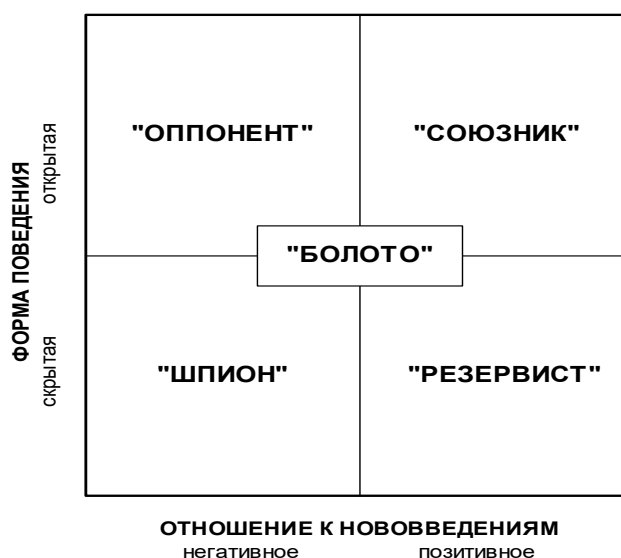 ФОРМА ПОВЕДЕНИЯ
открытая
скрытая
"ОППОНЕНТ"
"СОЮЗНИК"
"БОЛОТО"
"ШПИОН"
"РЕЗЕРВИСТ"
ОТНОШЕНИЕ К НОВОВВЕДЕНИЯМ
негативное позитивное